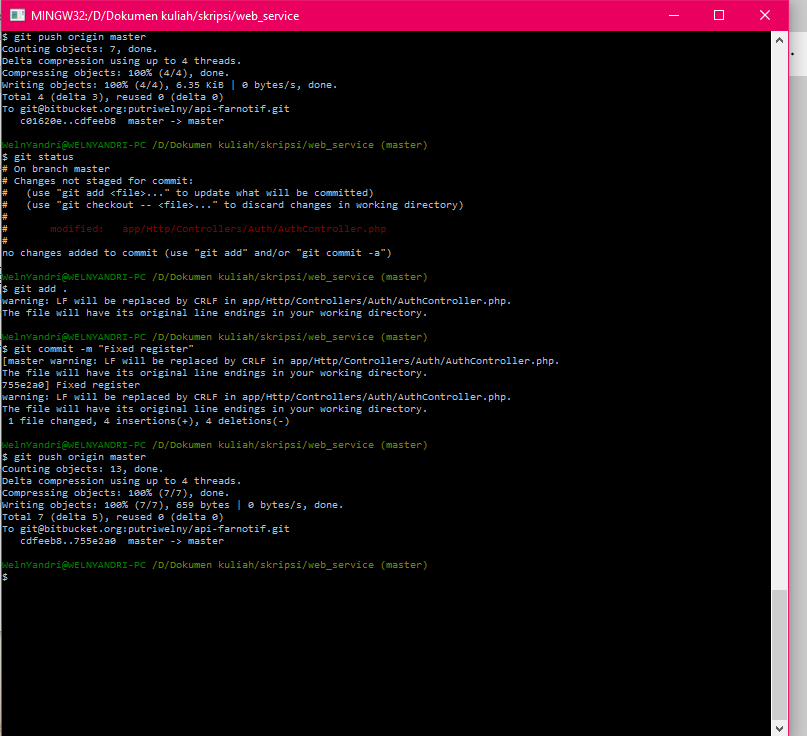 MINGW32:/D/Dokumen kuliah/skripsi/web_service
$ git push origin master
Counting objects: 7, done.
Delta compression using up to 4 threads.
Compressing objects: 100% (4/4), done.
Writing objects: 100% (4/4), 6.35 KiB | 0 bytes/s, done.
Total 4 (delta 3), reused 0 (delta 0)
To git@bitbucket.org:putriwelny/api-farnotif.git
   c01620e..cdfeeb8  master -> master

WelnYandri@WELNYANDRI-PC /D/Dokumen kuliah/skripsi/web_service (master)
$ git status
# On branch master
# Changes not staged for commit:
#   (use "git add <file>..." to update what will be committed)
#   (use "git checkout -- <file>..." to discard changes in working directory)
#
#       modified:   app/Http/Controllers/Auth/AuthController.php
#
no changes added to commit (use "git add" and/or "git commit -a")

WelnYandri@WELNYANDRI-PC /D/Dokumen kuliah/skripsi/web_service (master)
$ git add .
warning: LF will be replaced by CRLF in app/Http/Controllers/Auth/AuthController.php.
The file will have its original line endings in your working directory.

WelnYandri@WELNYANDRI-PC /D/Dokumen kuliah/skripsi/web_service (master)
$ git commit -m "Fixed register"
[master warning: LF will be replaced by CRLF in app/Http/Controllers/Auth/AuthController.php.
The file will have its original line endings in your working directory.
755e2a0] Fixed register
warning: LF will be replaced by CRLF in app/Http/Controllers/Auth/AuthController.php.
The file will have its original line endings in your working directory.
 1 file changed, 4 insertions(+), 4 deletions(-)

WelnYandri@WELNYANDRI-PC /D/Dokumen kuliah/skripsi/web_service (master)
$ git push origin master
Counting objects: 13, done.
Delta compression using up to 4 threads.
Compressing objects: 100% (7/7), done.
Writing objects: 100% (7/7), 659 bytes | 0 bytes/s, done.
Total 7 (delta 5), reused 0 (delta 0)
To git@bitbucket.org:putriwelny/api-farnotif.git
   cdfeeb8..755e2a0  master -> master

WelnYandri@WELNYANDRI-PC /D/Dokumen kuliah/skripsi/web_service (master)
$